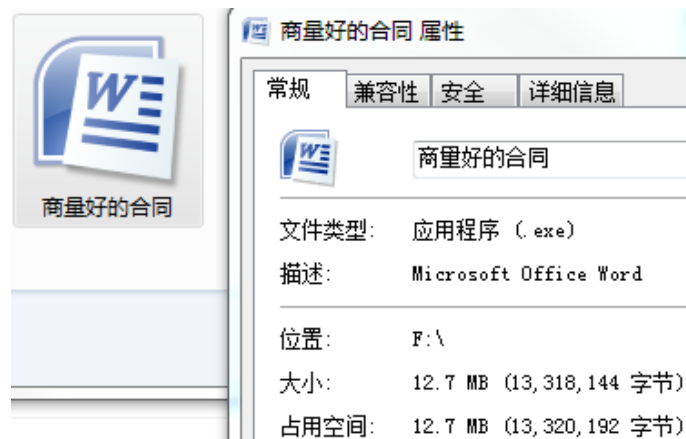 商量好的合同 属性
常规 兼容性 安全 详细信息
商量好的合同
商量好的合同
文件类型: 应用程序 (.exe)
描述: Microsoft Office Word
位置: F:\
大小: 12.7 MB (13,318,144 字节)
占用空间: 12.7 MB (13,320,192 字节)